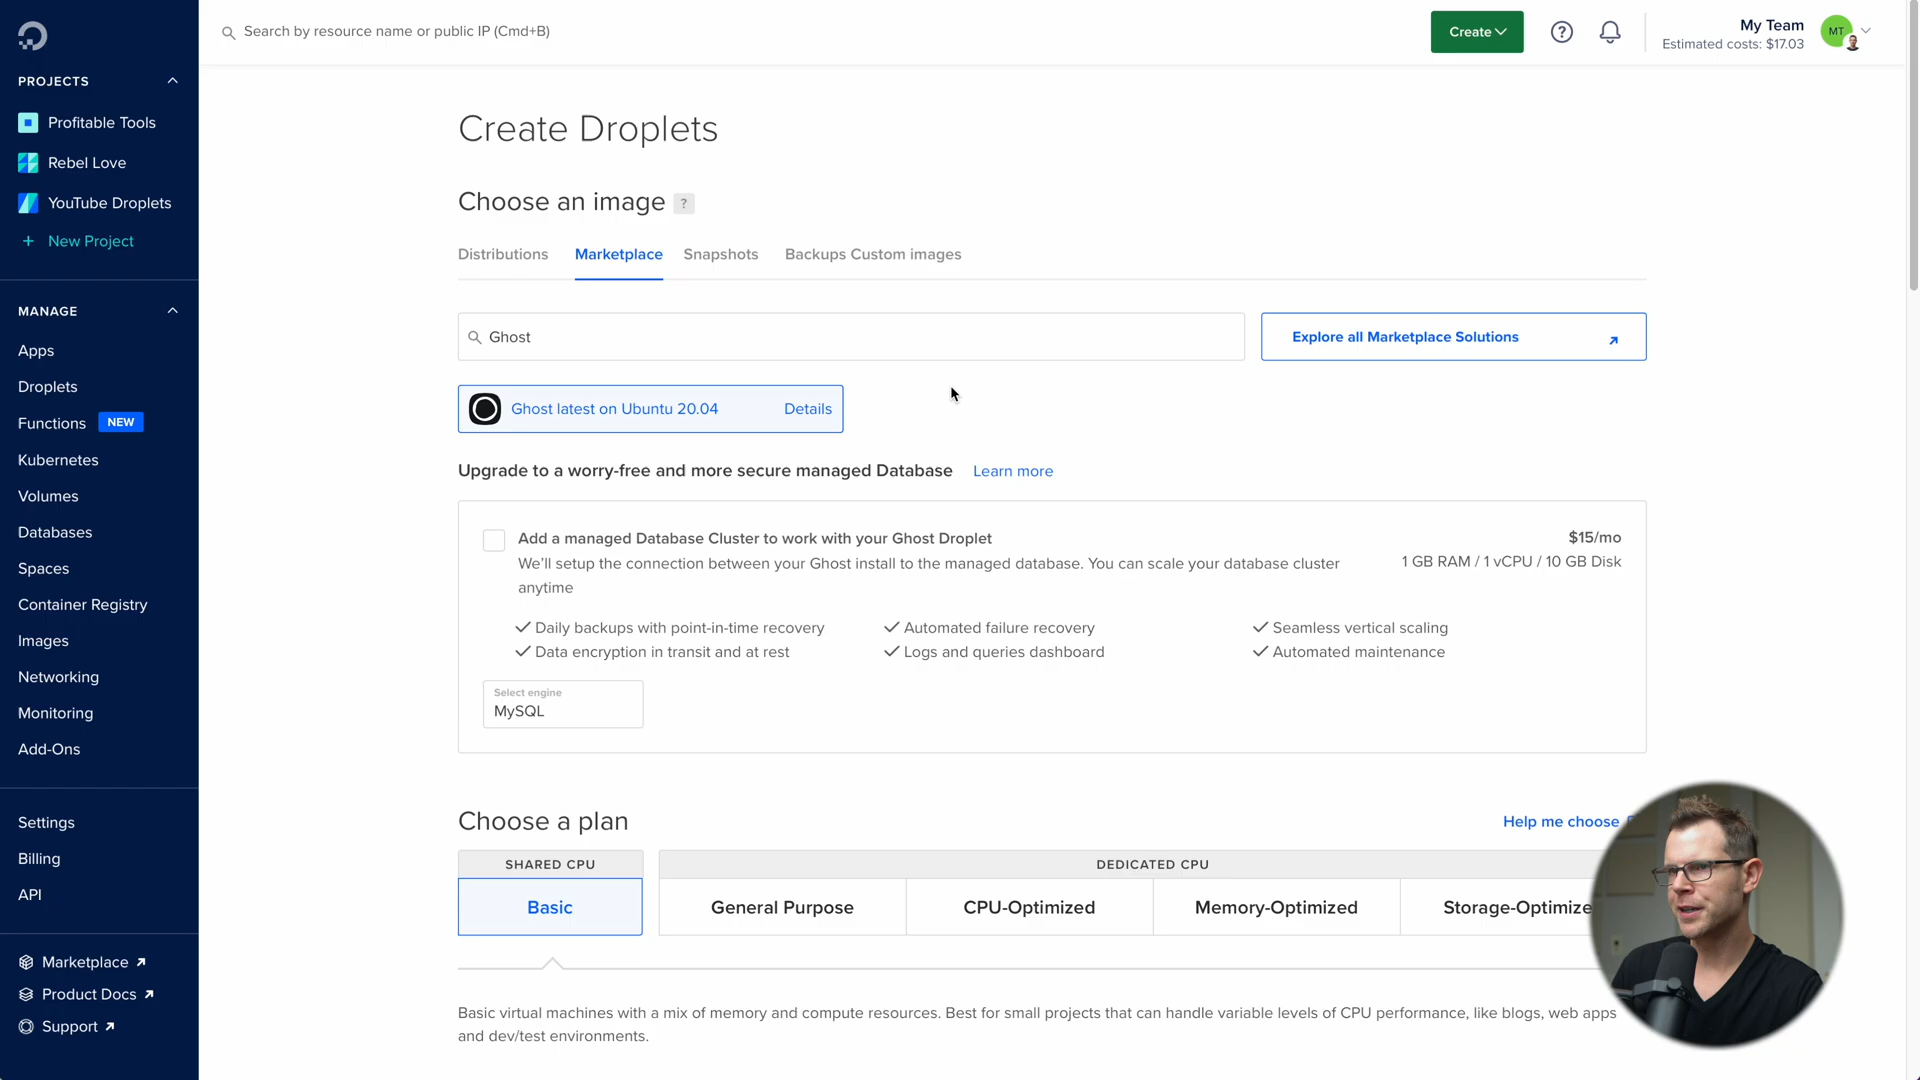 Search by resource name or public IP (Cmd+B)
Create
?
My Team
Estimated costs: $17.03
MT
PROJECTS
Profitable Tools
Rebel Love
YouTube Droplets
+ New Project
MANAGE
Apps
Droplets
Functions NEW
Kubernetes
Volumes
Databases
Spaces
Container Registry
Images
Networking
Monitoring
Add-Ons
Settings
Billing
API
Marketplace
Product Docs
Support
Create Droplets
Choose an image ?
Distributions Marketplace Snapshots Backups Custom images
Ghost
Explore all Marketplace Solutions
Ghost latest on Ubuntu 20.04 Details
Upgrade to a worry-free and more secure managed Database Learn more
Add a managed Database Cluster to work with your Ghost Droplet
$15/mo
We'll setup the connection between your Ghost install to the managed database. You can scale your database cluster
anytime
1 GB RAM / 1 vCPU / 10 GB Disk
Daily backups with point-in-time recovery Automated failure recovery Seamless vertical scaling
Data encryption in transit and at rest Logs and queries dashboard Automated maintenance
Select engine
MySQL
Choose a plan
Help me choose
SHARED CPU DEDICATED CPU
Basic General Purpose CPU-Optimized Memory-Optimized Storage-Optimize
Basic virtual machines with a mix of memory and compute resources. Best for small projects that can handle variable levels of CPU performance, like blogs, web apps
and dev/test environments.